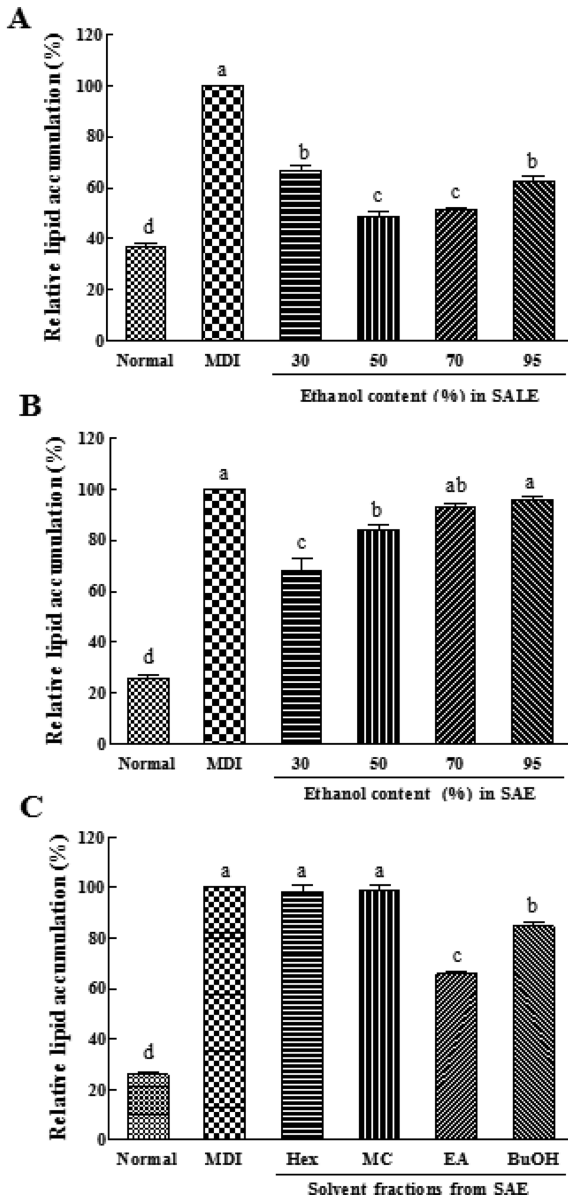 A
Relative lipid accumulation (%)
120
100
80
60
40
20
0
d
a
b
c
c
b
Normal MDI 30 50 70 95
Ethanol content (%) in SALE
B
Relative lipid accumulation (%)
120
100
80
60
40
20
0
d
a
c
b
ab
a
Normal MDI 30 50 70 95
Ethanol content (%) in SAE
C
Relative lipid accumulation (%)
120
100
80
60
40
20
0
d
a
a
a
c
b
Normal MDI Hex MC EA BuOH
Solvent fractions from SAE